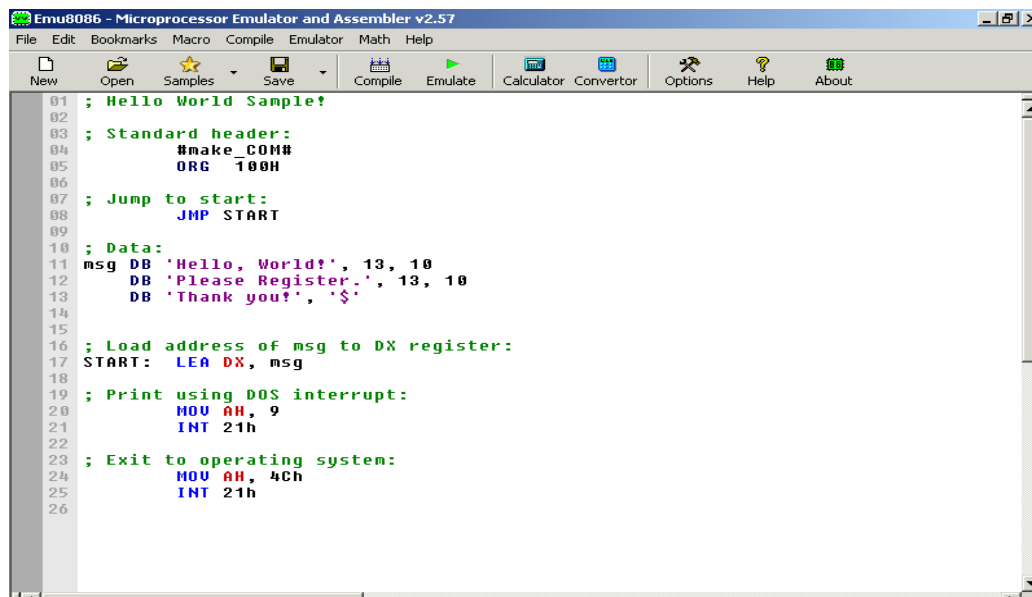 Emu8086 - Microprocessor Emulator and Assembler v2.57
File Edit Bookmarks Macro Compile Emulator Math Help
New Open Samples Save Compile Emulate Calculator Convertor Options Help About
01 ; Hello World Sample!
02
03 ; Standard header:
04 #make_COM#
05 ORG 100H
06
07 ; Jump to start:
08 JMP START
09
10 ; Data:
11 msg DB 'Hello, World!', 13, 10
12 DB 'Please Register.', 13, 10
13 DB 'Thank you!', '$'
14
15
16 ; Load address of msg to DX register:
17 START: LEA DX, msg
18
19 ; Print using DOS interrupt:
20 MOV AH, 9
21 INT 21h
22
23 ; Exit to operating system:
24 MOV AH, 4Ch
25 INT 21h
26